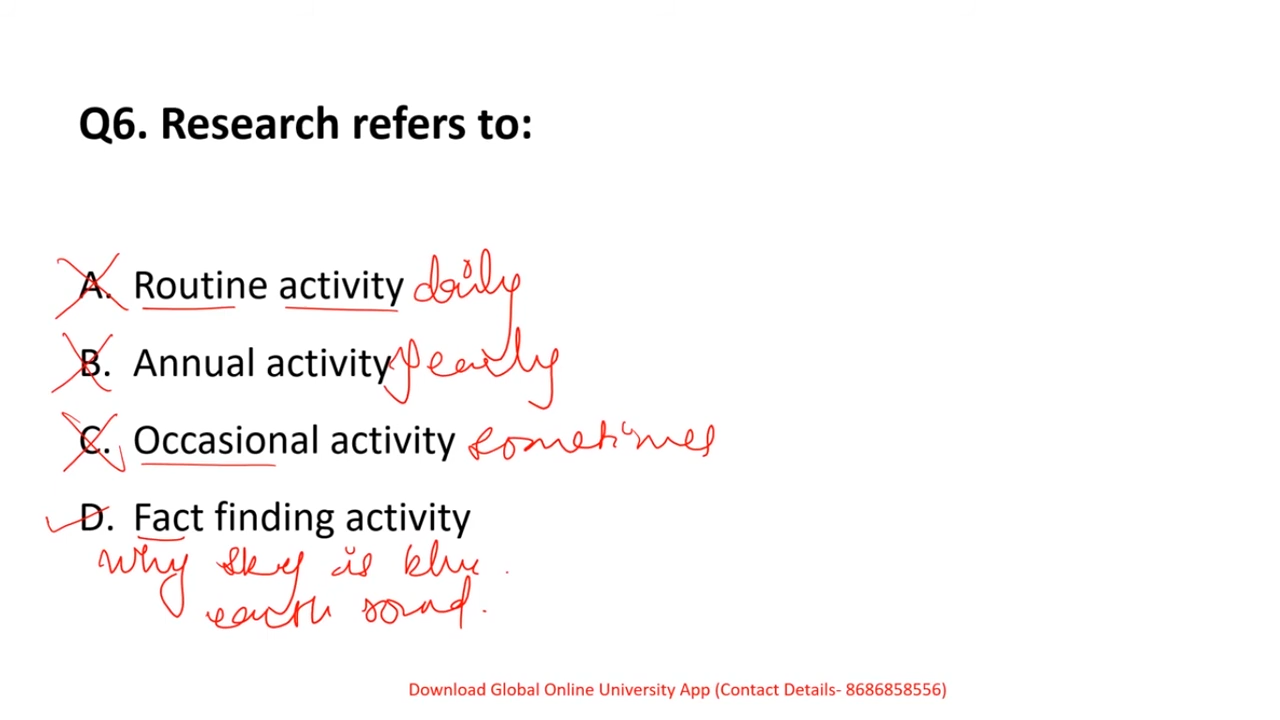 Q6. Research refers to:
A. Routine activity daily
B. Annual activity yearly
C. Occasional activity sometimes
D. Fact finding activity
why sky is blue.
earth round.
Download Global Online University App (Contact Details- 8686858556)